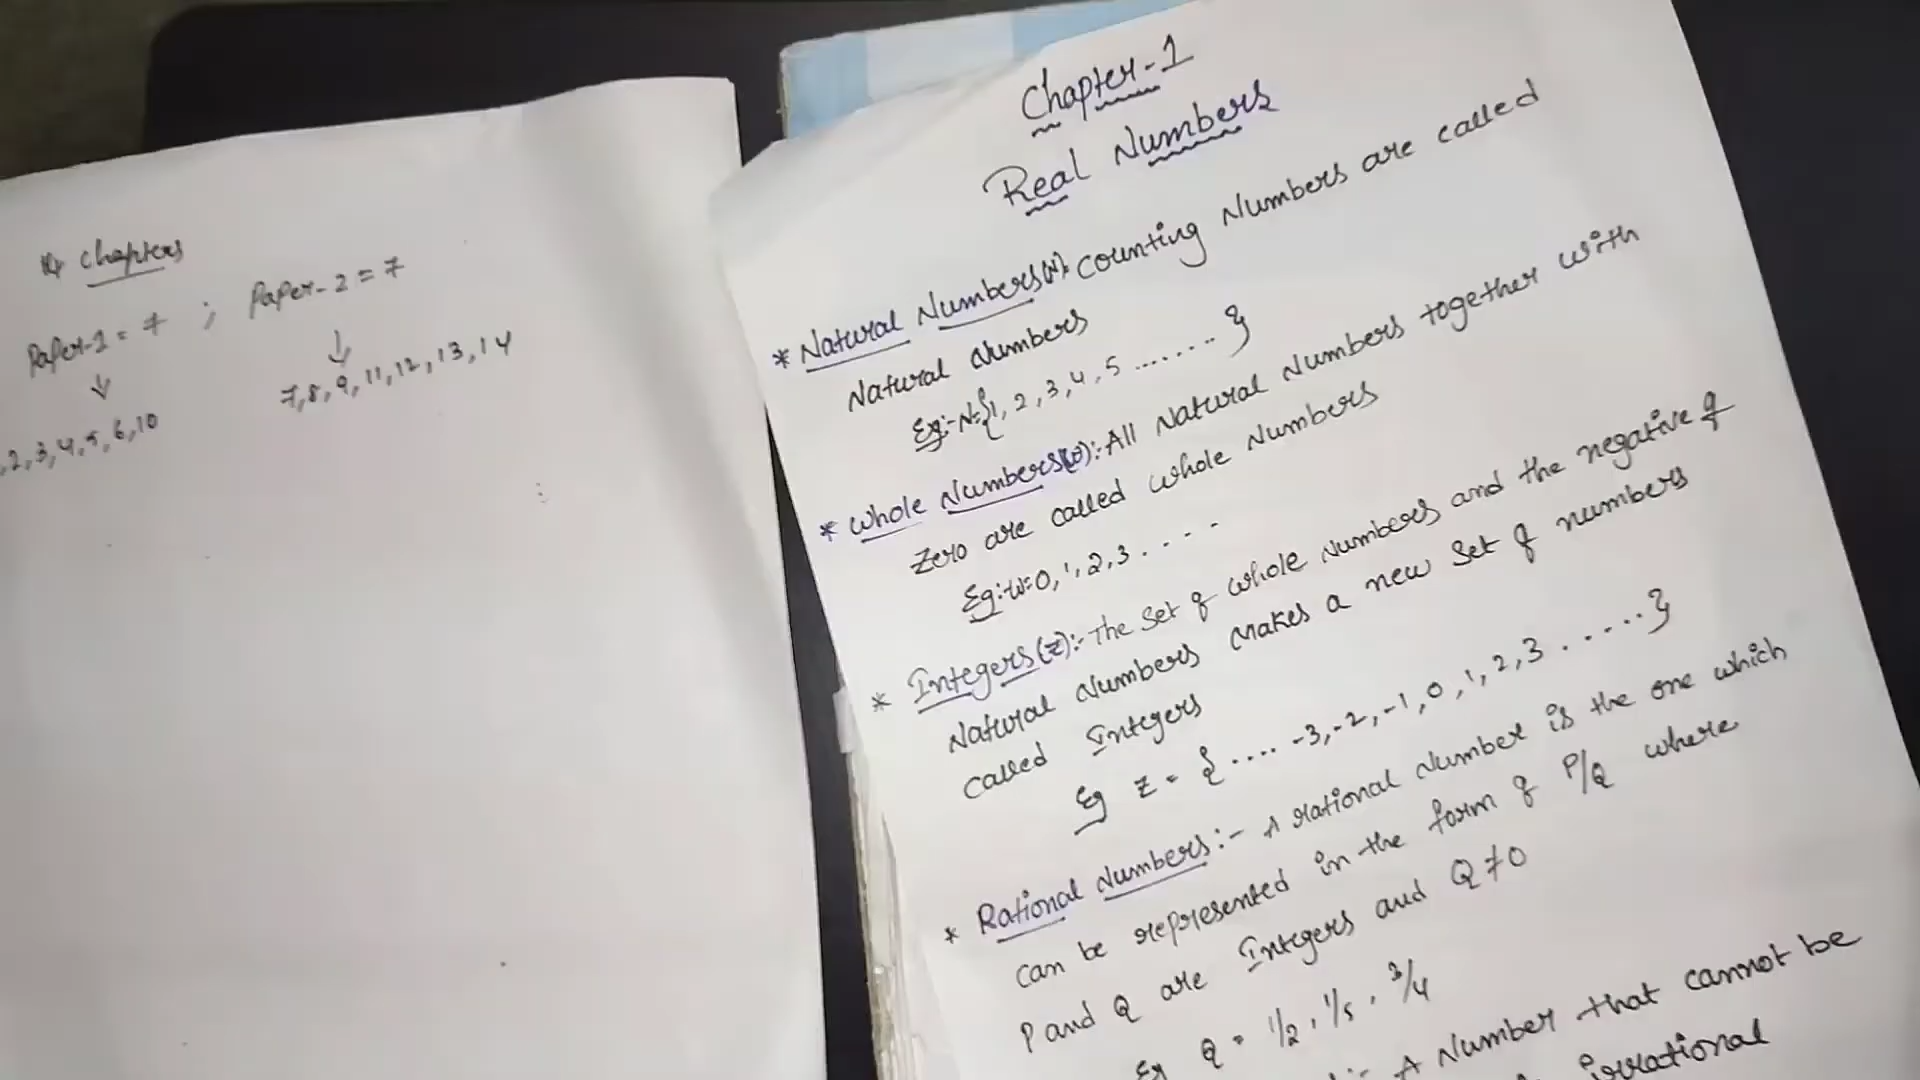 14 chapters
Paper-1 = 7 ; Paper-2 = 7
,2,3,4,5,6,10
7,8,9,11,12,13,14
Chapter-1
Real Numbers
* Natural Numbers(N): counting Numbers are called
Natural Numbers
Eg:- N={1, 2, 3, 4, 5 ....... }
* Whole Numbers(W): All Natural Numbers together with
Zero are called whole Numbers
Eg:- W=0, 1, 2, 3 . . . .
* Integers(Z):- The set of whole Numbers and the negative of
Natural Numbers makes a new set of numbers
called Integers
Eg Z = { .... -3, -2, -1, 0, 1, 2, 3 ..... }
* Rational Numbers:- A rational Number is the one which
can be represented in the form of P/Q where
P and Q are Integers and Q ≠ 0
Eg Q = 1/2, 1/5, 3/4
:- A Number that cannot be
irrational